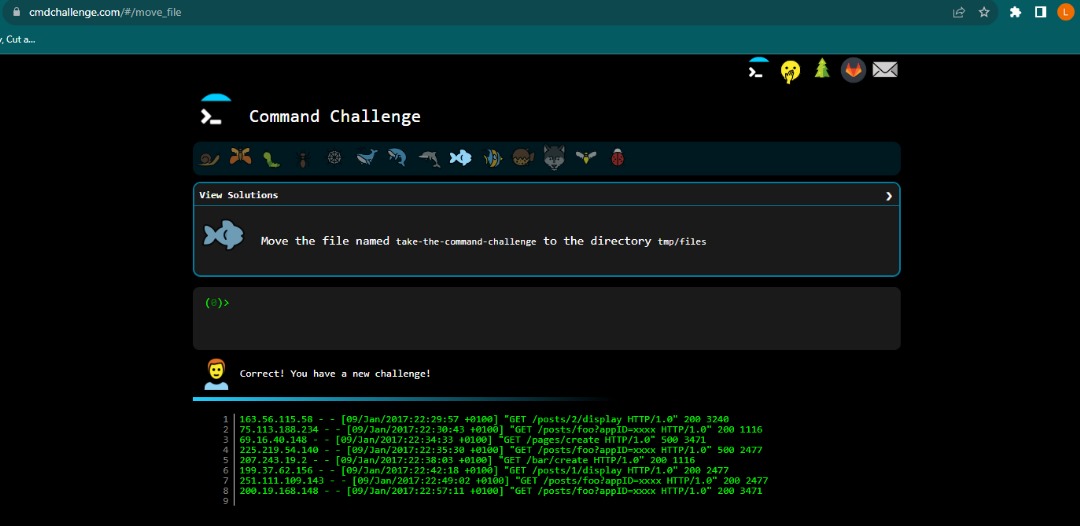 cmdchallenge.com/#/move_file
L
, Cut a...
Command Challenge
View Solutions
Move the file named take-the-command-challenge to the directory tmp/files
(0)>
Correct! You have a new challenge!
1 163.56.115.58 - - [09/Jan/2017:22:29:57 +0100] "GET /posts/2/display HTTP/1.0" 200 3240
2 75.113.188.234 - - [09/Jan/2017:22:30:43 +0100] "GET /posts/foo?appID=xxxx HTTP/1.0" 200 1116
3 69.16.40.148 - - [09/Jan/2017:22:34:33 +0100] "GET /pages/create HTTP/1.0" 500 3471
4 225.219.54.140 - - [09/Jan/2017:22:35:30 +0100] "GET /posts/foo?appID=xxxx HTTP/1.0" 500 2477
5 207.243.19.2 - - [09/Jan/2017:22:38:03 +0100] "GET /bar/create HTTP/1.0" 200 1116
6 199.37.62.156 - - [09/Jan/2017:22:42:18 +0100] "GET /posts/1/display HTTP/1.0" 200 2477
7 251.111.109.143 - - [09/Jan/2017:22:49:02 +0100] "GET /posts/foo?appID=xxxx HTTP/1.0" 200 2477
8 200.19.168.148 - - [09/Jan/2017:22:57:11 +0100] "GET /posts/foo?appID=xxxx HTTP/1.0" 200 3471
9